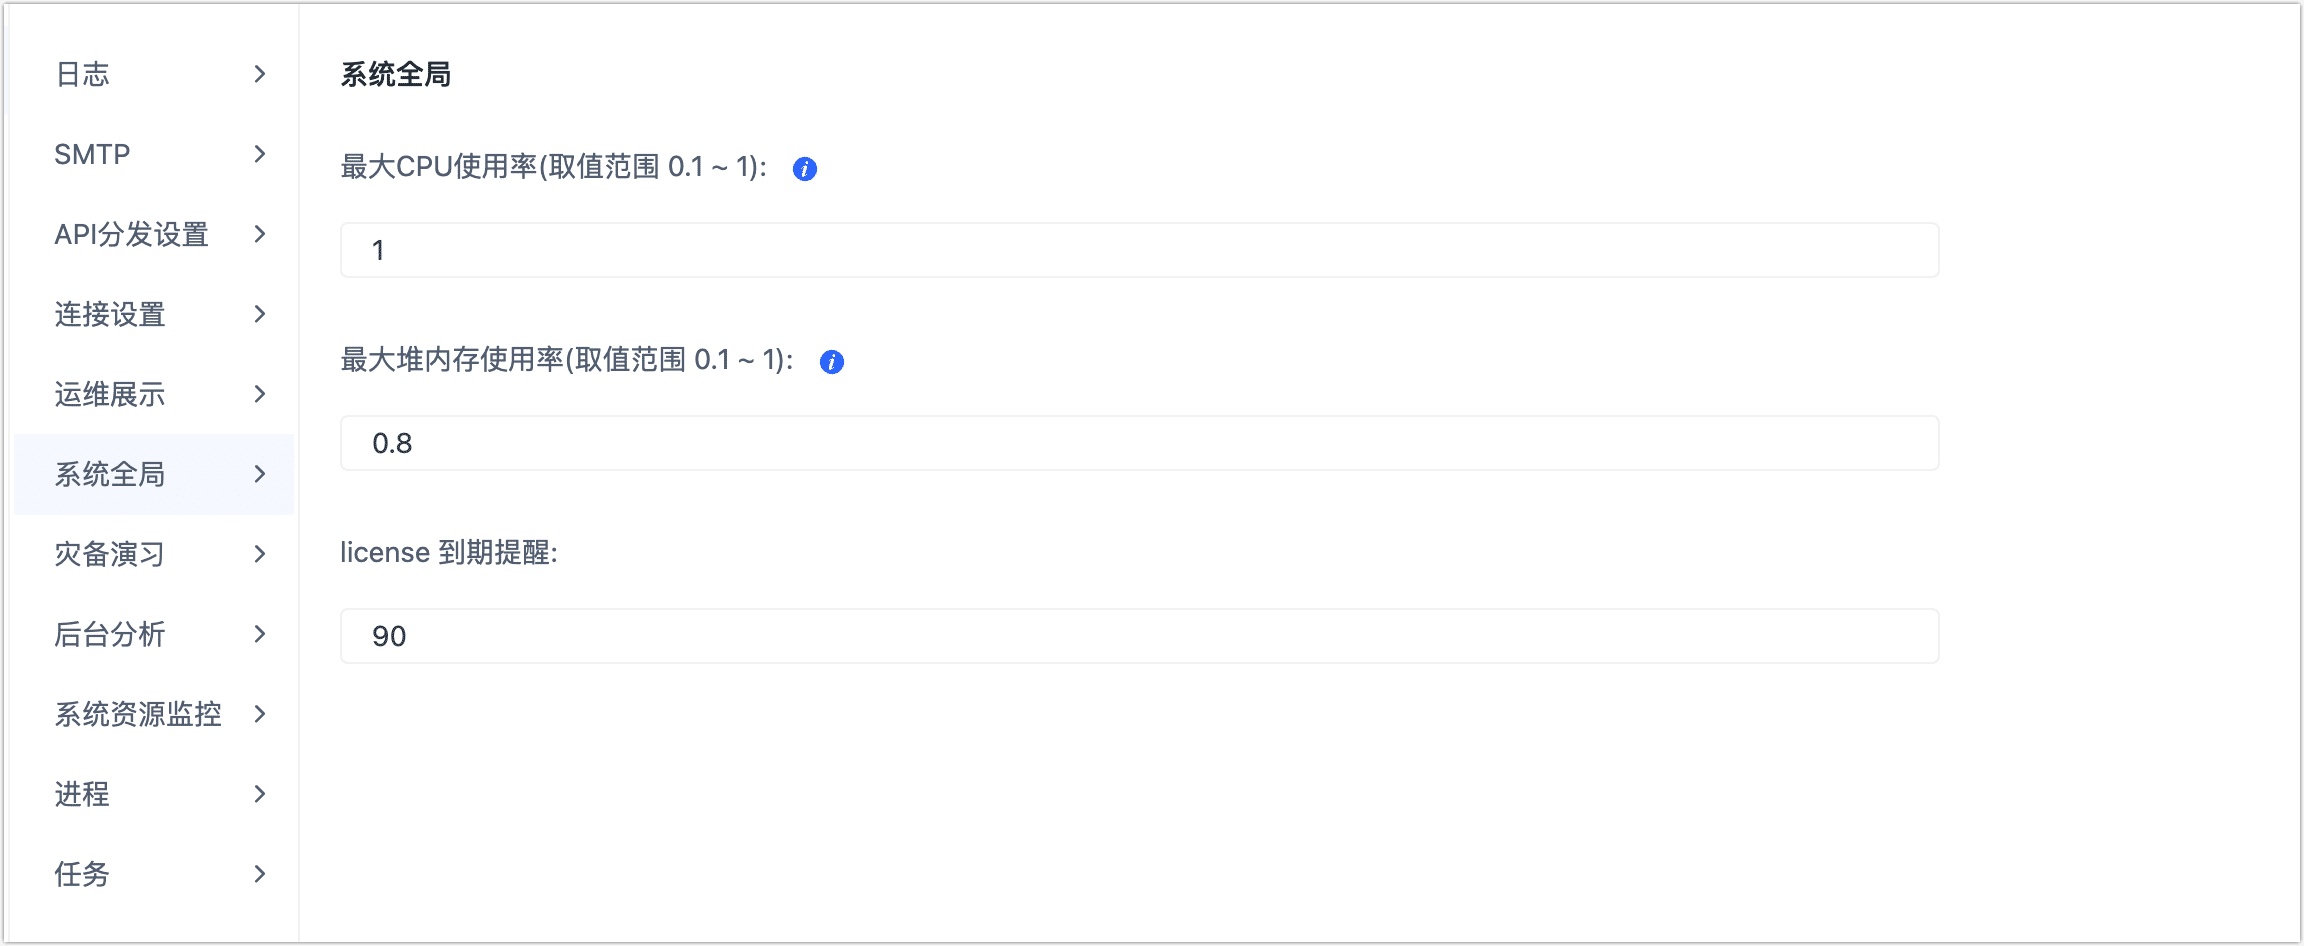 日志
SMTP
API分发设置
连接设置
运维展示
系统全局
灾备演习
后台分析
系统资源监控
进程
任务
系统全局
最大CPU使用率(取值范围 0.1 ~ 1):
1
最大堆内存使用率(取值范围 0.1 ~ 1):
0.8
license 到期提醒:
90